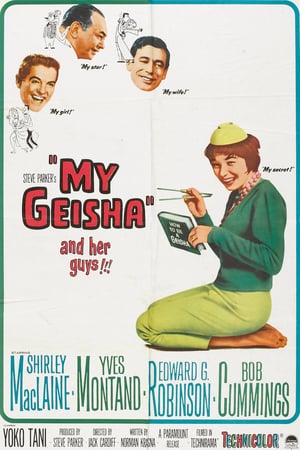 "My star!"
"My wife!"
"My girl!"
"My secret!"
STEVE PARKER'S
"MY
GEISHA"
and her
guys!!!
HOW
TO BE
A
GEISHA
STARRING
SHIRLEY
MacLAINE·
YVES
MONTAND·
EDWARD G.
ROBINSON·
BOB
CUMMINGS
YOKO TANI
PRODUCED BY
STEVE PARKER
DIRECTED BY
JACK CARDIFF
WRITTEN BY
NORMAN KRASNA
A PARAMOUNT
RELEASE
FILMED IN
TECHNIRAMA®
TECHNICOLOR®